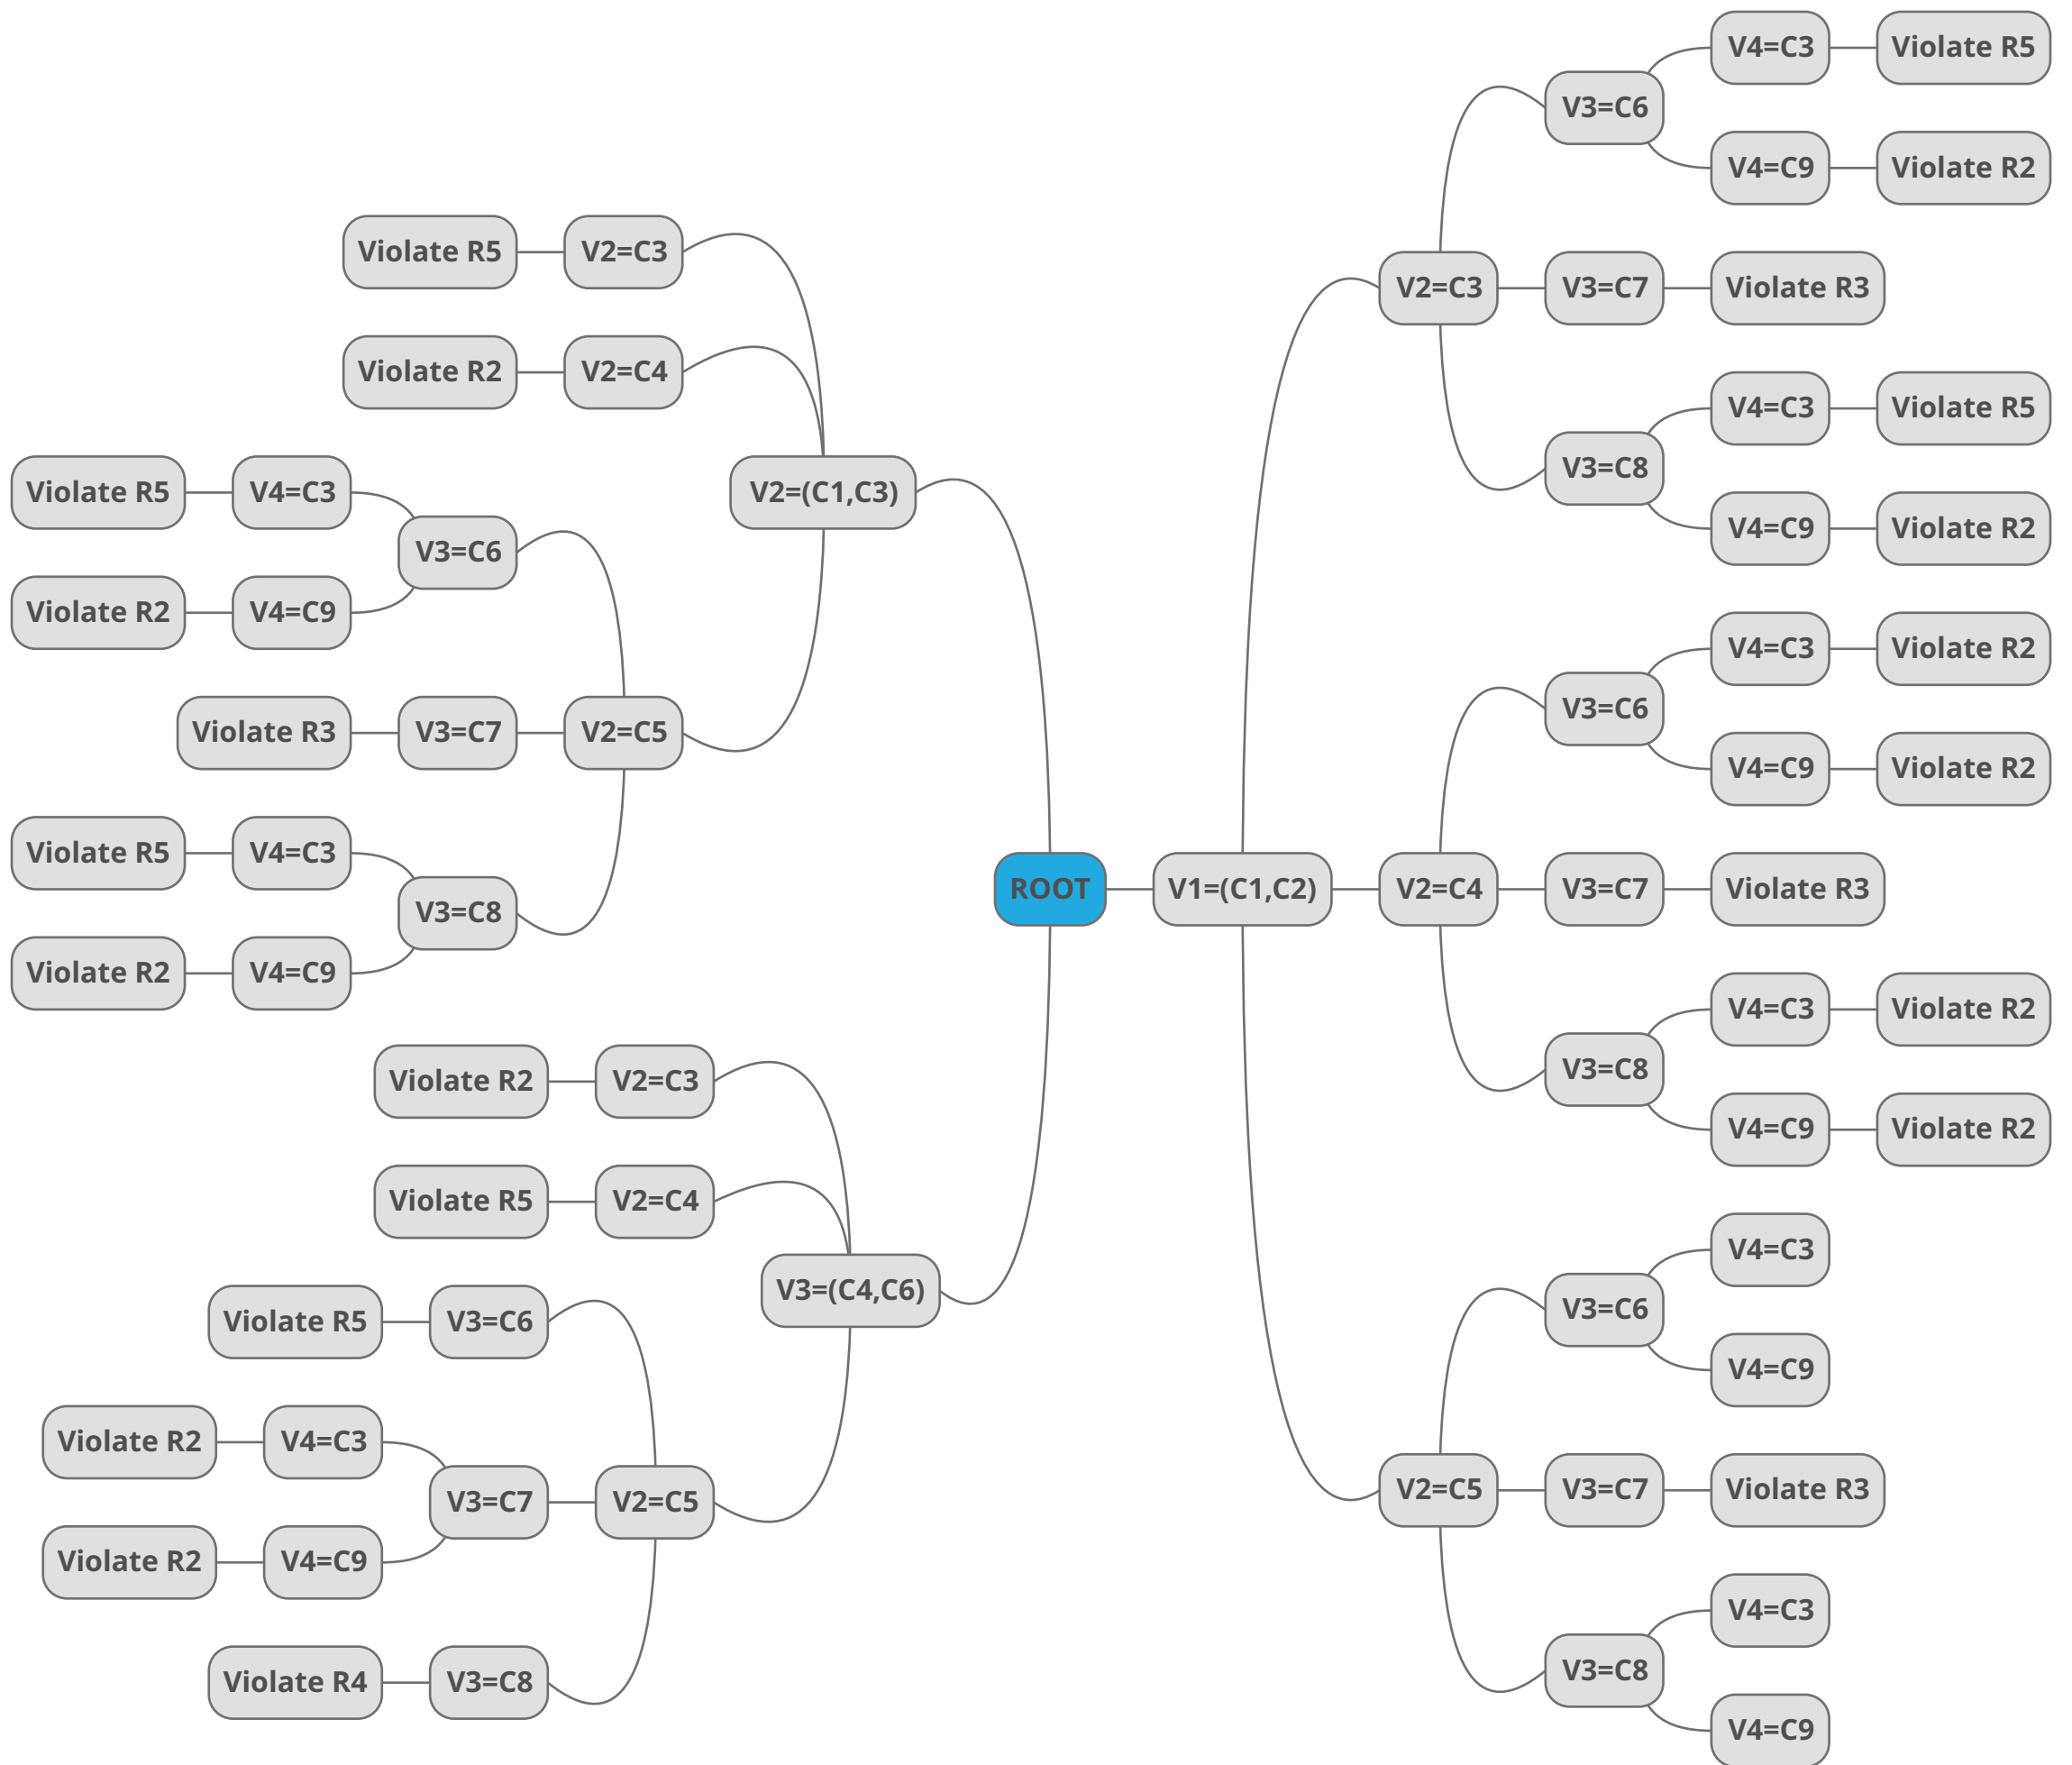 V4=C3
Violate R5
V3=C6
V4=C9
Violate R2
Violate R5
V2=C3
V2=C3
V3=C7
Violate R3
Violate R2
V2=C4
V4=C3
Violate R5
V3=C8
Violate R5
V4=C3
V2=(C1,C3)
V4=C9
Violate R2
V3=C6
Violate R2
V4=C9
V4=C3
Violate R2
V3=C6
Violate R3
V3=C7
V2=C5
V4=C9
Violate R2
Violate R5
V4=C3
ROOT
V1=(C1,C2)
V2=C4
V3=C7
Violate R3
V3=C8
Violate R2
V4=C9
V4=C3
Violate R2
V3=C8
Violate R2
V2=C3
V4=C9
Violate R2
Violate R5
V2=C4
V4=C3
V3=(C4,C6)
V3=C6
Violate R5
V3=C6
V4=C9
Violate R2
V4=C3
V3=C7
V2=C5
V2=C5
V3=C7
Violate R3
Violate R2
V4=C9
V4=C3
Violate R4
V3=C8
V3=C8
V4=C9